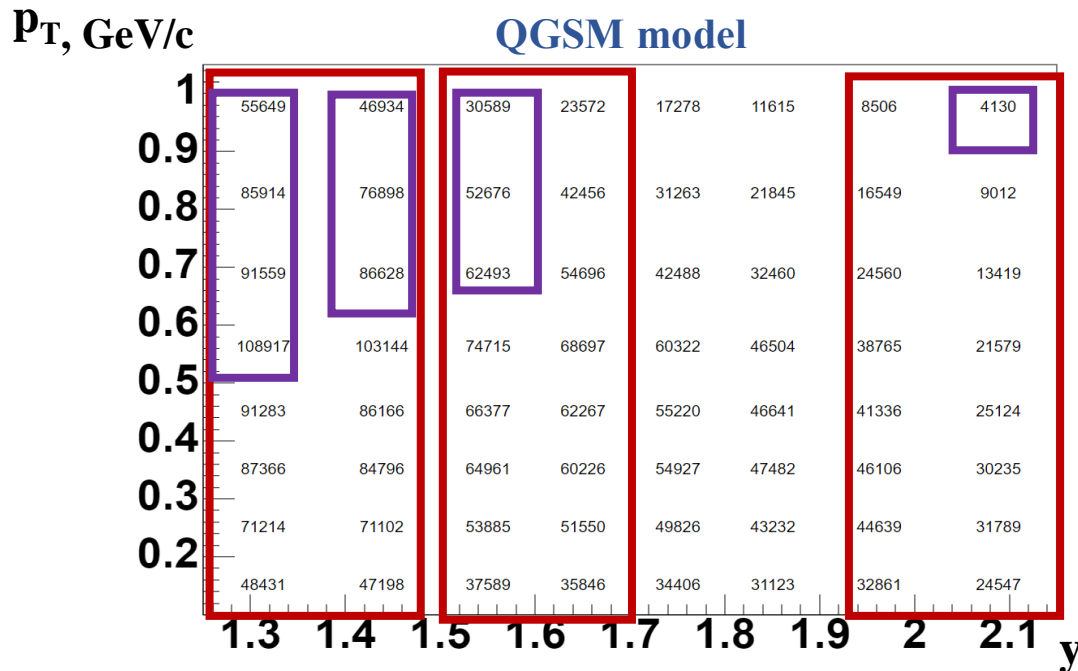 p_T, GeV/c QGSM model
1 55649 46934 30589 23572 17278 11615 8506 4130
0.9
0.8 85914 76898 52676 42456 31263 21845 16549 9012
0.7 91559 86628 62493 54696 42488 32460 24560 13419
0.6
108917 103144 74715 68697 60322 46504 38765 21579
0.5
91283 86166 66377 62267 55220 46641 41336 25124
0.4
87366 84796 64961 60226 54927 47482 46106 30235
0.3
71214 71102 53885 51550 49826 43232 44639 31789
0.2
48431 47198 37589 35846 34406 31123 32861 24547
1.3 1.4 1.5 1.6 1.7 1.8 1.9 2 2.1 y